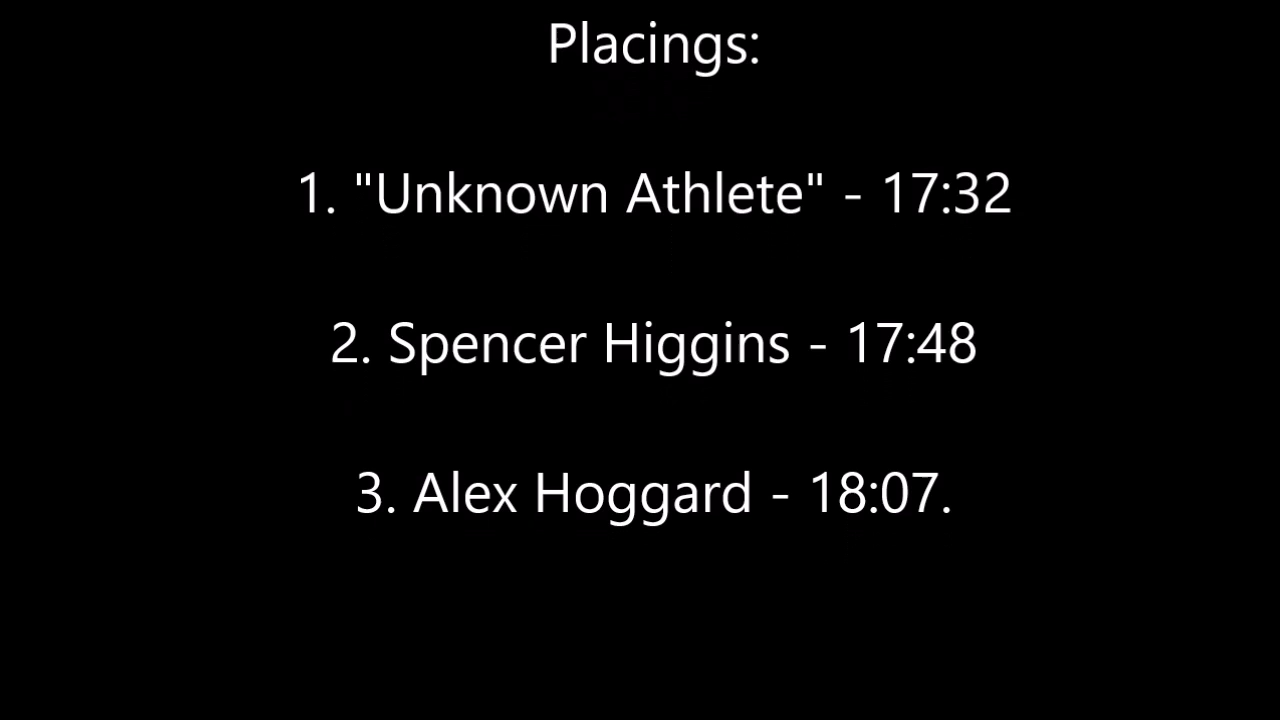 Placings:
1. "Unknown Athlete" - 17:32
2. Spencer Higgins - 17:48
3. Alex Hoggard - 18:07.